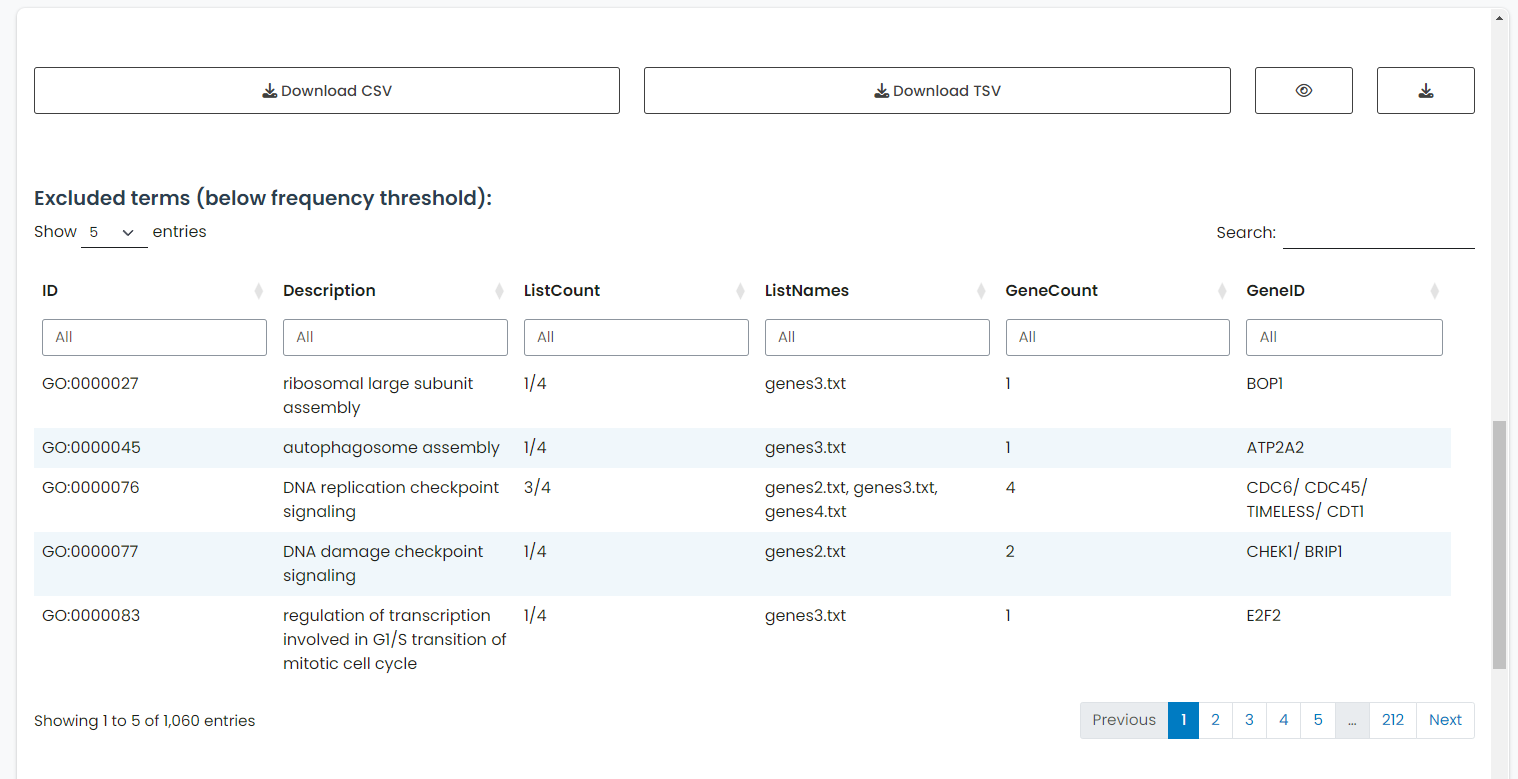 Download CSV Download TSV
Excluded terms (below frequency threshold):
Show 5 entries Search:
ID Description ListCount ListNames GeneCount GeneID
All All All All All All
GO:0000027 ribosomal large subunit 1/4 genes3.txt 1 BOP1
assembly
GO:0000045 autophagosome assembly 1/4 genes3.txt 1 ATP2A2
GO:0000076 DNA replication checkpoint 3/4 genes2.txt, genes3.txt, 4 CDC6/ CDC45/
signaling genes4.txt TIMELESS/ CDT1
GO:0000077 DNA damage checkpoint 1/4 genes2.txt 2 CHEK1/ BRIP1
signaling
GO:0000083 regulation of transcription 1/4 genes3.txt 1 E2F2
involved in G1/S transition of
mitotic cell cycle
Showing 1 to 5 of 1,060 entries Previous 1 2 3 4 5 ... 212 Next